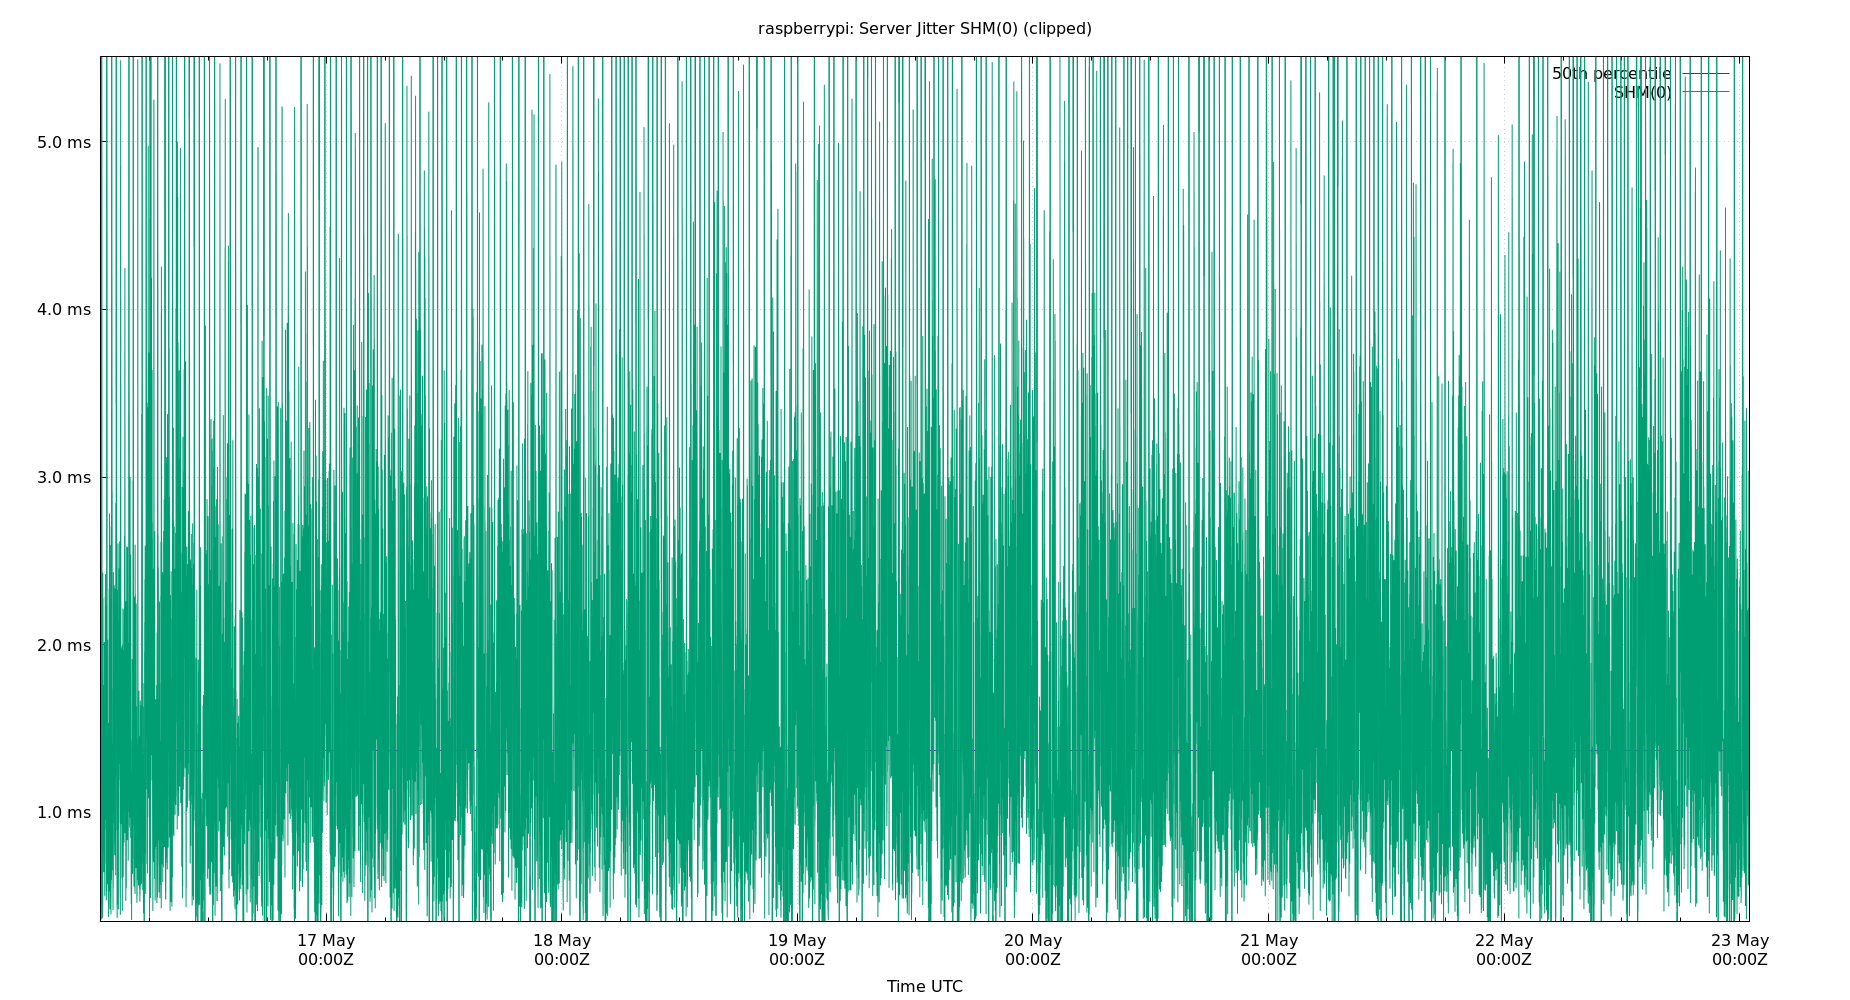 raspberrypi: Server Jitter SHM(0) (clipped)
50th percentile
SHM(0)
5.0 ms
4.0 ms
3.0 ms
2.0 ms
1.0 ms
17 May 18 May 19 May 20 May 21 May 22 May 23 May
00:00Z 00:00Z 00:00Z 00:00Z 00:00Z 00:00Z 00:00Z
Time UTC